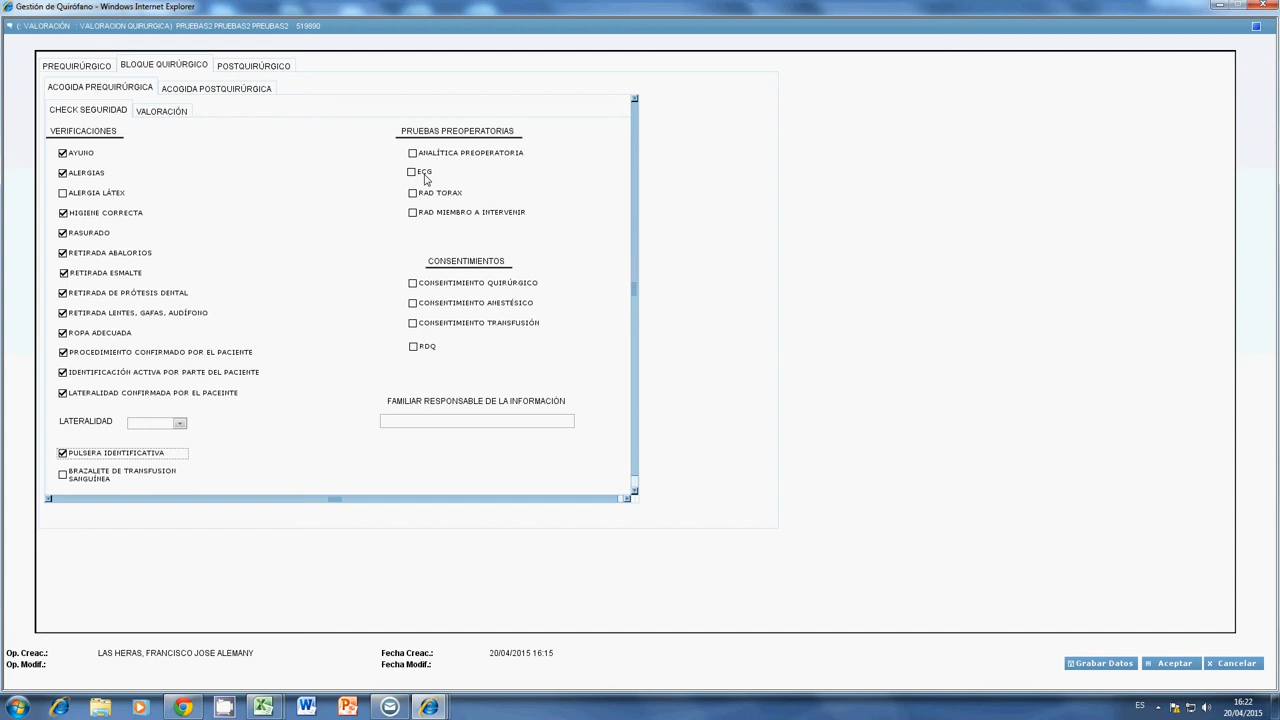 Gestión de Quirófano - Windows Internet Explorer
(: VALORACIÓN : VALORACION QUIRURGICA) PRUEBAS2 PRUEBAS2 PREUBAS2 519890
PREQUIRÚRGICO BLOQUE QUIRÚRGICO POSTQUIRÚRGICO
ACOGIDA PREQUIRÚRGICA ACOGIDA POSTQUIRÚRGICA
CHECK SEGURIDAD VALORACIÓN
VERIFICACIONES
AYUNO
ALERGIAS
ALERGIA LÁTEX
HIGIENE CORRECTA
RASURADO
RETIRADA ABALORIOS
RETIRADA ESMALTE
RETIRADA DE PRÓTESIS DENTAL
RETIRADA LENTES, GAFAS, AUDÍFONO
ROPA ADECUADA
PROCEDIMIENTO CONFIRMADO POR EL PACIENTE
IDENTIFICACIÓN ACTIVA POR PARTE DEL PACIENTE
LATERALIDAD CONFIRMADA POR EL PACEINTE
LATERALIDAD
PULSERA IDENTIFICATIVA
BRAZALETE DE TRANSFUSION
SANGUÍNEA
PRUEBAS PREOPERATORIAS
ANALÍTICA PREOPERATORIA
ECG
RAD TORAX
RAD MIEMBRO A INTERVENIR
CONSENTIMIENTOS
CONSENTIMIENTO QUIRÚRGICO
CONSENTIMIENTO ANESTÉSICO
CONSENTIMIENTO TRANSFUSIÓN
RDQ
FAMILIAR RESPONSABLE DE LA INFORMACIÓN
Op. Creac.: LAS HERAS, FRANCISCO JOSE ALEMANY Fecha Creac.: 20/04/2015 16:15
Op. Modif.: Fecha Modif.:
Grabar Datos Aceptar Cancelar
ES 16:22
20/04/2015